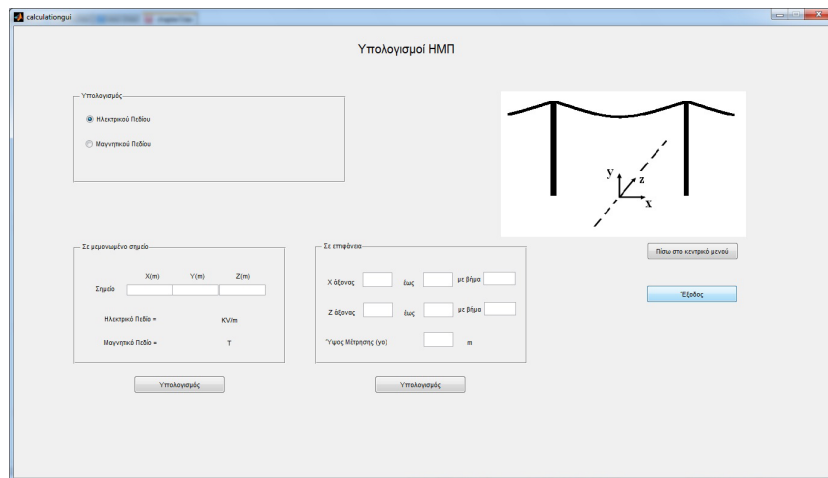 calculationgui
Υπολογισμοί ΗΜΠ
Υπολογισμός
Ηλεκτρικού Πεδίου
Μαγνητικού Πεδίου
y
z
x
Σε μεμονωμένο σημείο
X(m) Y(m) Z(m)
Σημείο
Ηλεκτρικό Πεδίο = KV/m
Μαγνητικό Πεδίο = T
Υπολογισμός
Σε επιφάνεια
Χ άξονας έως με βήμα
Ζ άξονας έως με βήμα
Ύψος Μέτρησης (yo) m
Υπολογισμός
Πίσω στο κεντρικό μενού
Έξοδος